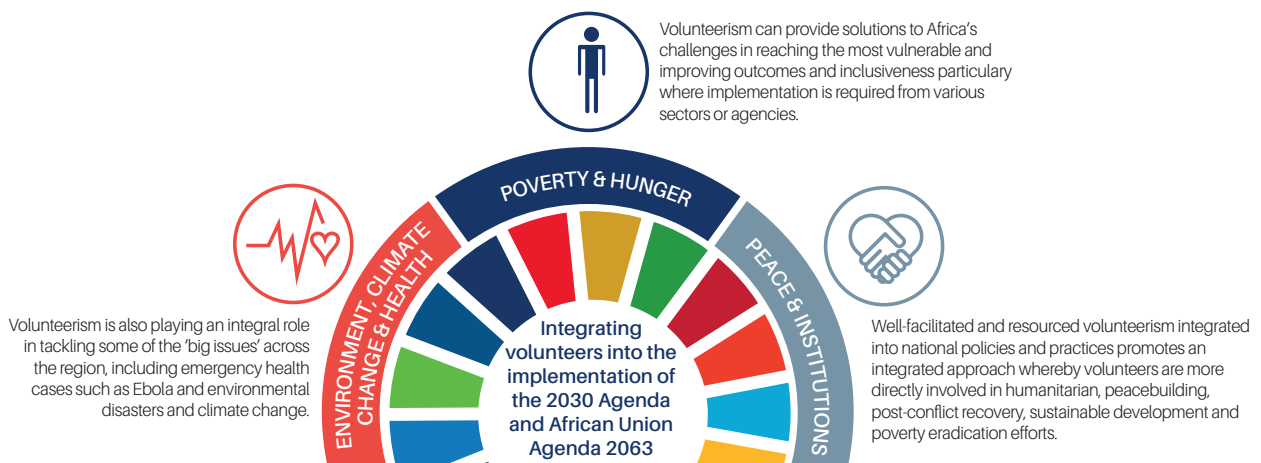 Volunteerism can provide solutions to Africa’s
challenges in reaching the most vulnerable and
improving outcomes and inclusiveness particulary
where implementation is required from various
sectors or agencies.
POVERTY & HUNGER
ENVIRONMENT, CLIMATE
CHANGE & HEALTH
PEACE & INSTITUTIONS
Volunteerism is also playing an integral role
in tackling some of the ‘big issues’ across
the region, including emergency health
cases such as Ebola and environmental
disasters and climate change.
Integrating
volunteers into the
implementation of
the 2030 Agenda
and African Union
Agenda 2063
Well-facilitated and resourced volunteerism integrated
into national policies and practices promotes an
integrated approach whereby volunteers are more
directly involved in humanitarian, peacebuilding,
post-conflict recovery, sustainable development and
poverty eradication efforts.